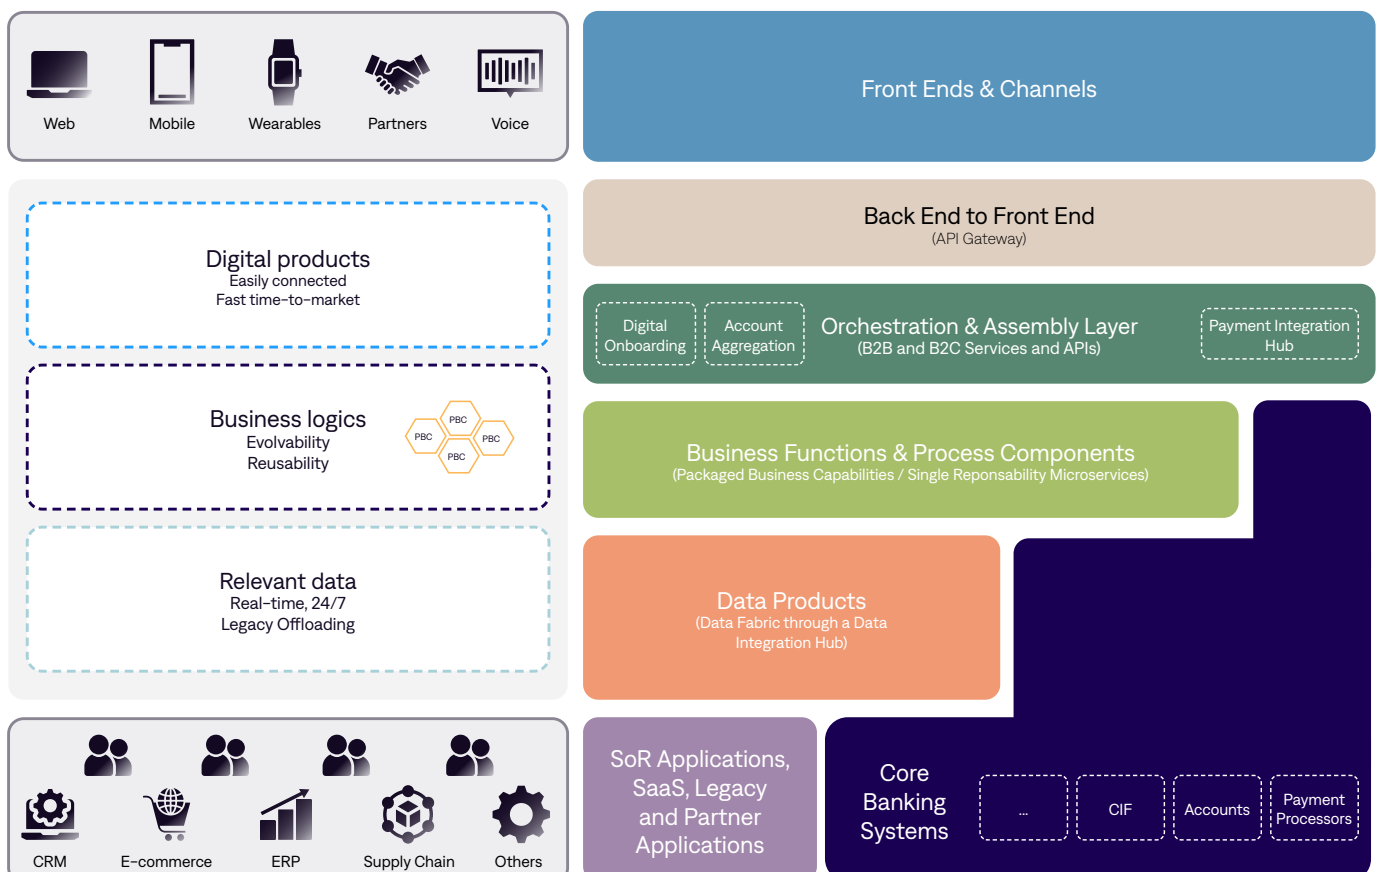 Web
Mobile
Wearables
Partners
Voice
Front Ends & Channels
Digital products
Easily connected
Fast time-to-market
Back End to Front End
(API Gateway)
Digital
Onboarding
Account
Aggregation
Orchestration & Assembly Layer
(B2B and B2C Services and APIs)
Payment Integration
Hub
Business logics
Evolvability
Reusability
PBC
PBC
PBC
PBC
Business Functions & Process Components
(Packaged Business Capabilities / Single Reponsability Microservices)
Relevant data
Real-time, 24/7
Legacy Offloading
Data Products
(Data Fabric through a Data
Integration Hub)
CRM
E-commerce
ERP
Supply Chain
Others
SoR Applications,
SaaS, Legacy
and Partner
Applications
Core
Banking
Systems
...
CIF
Accounts
Payment
Processors